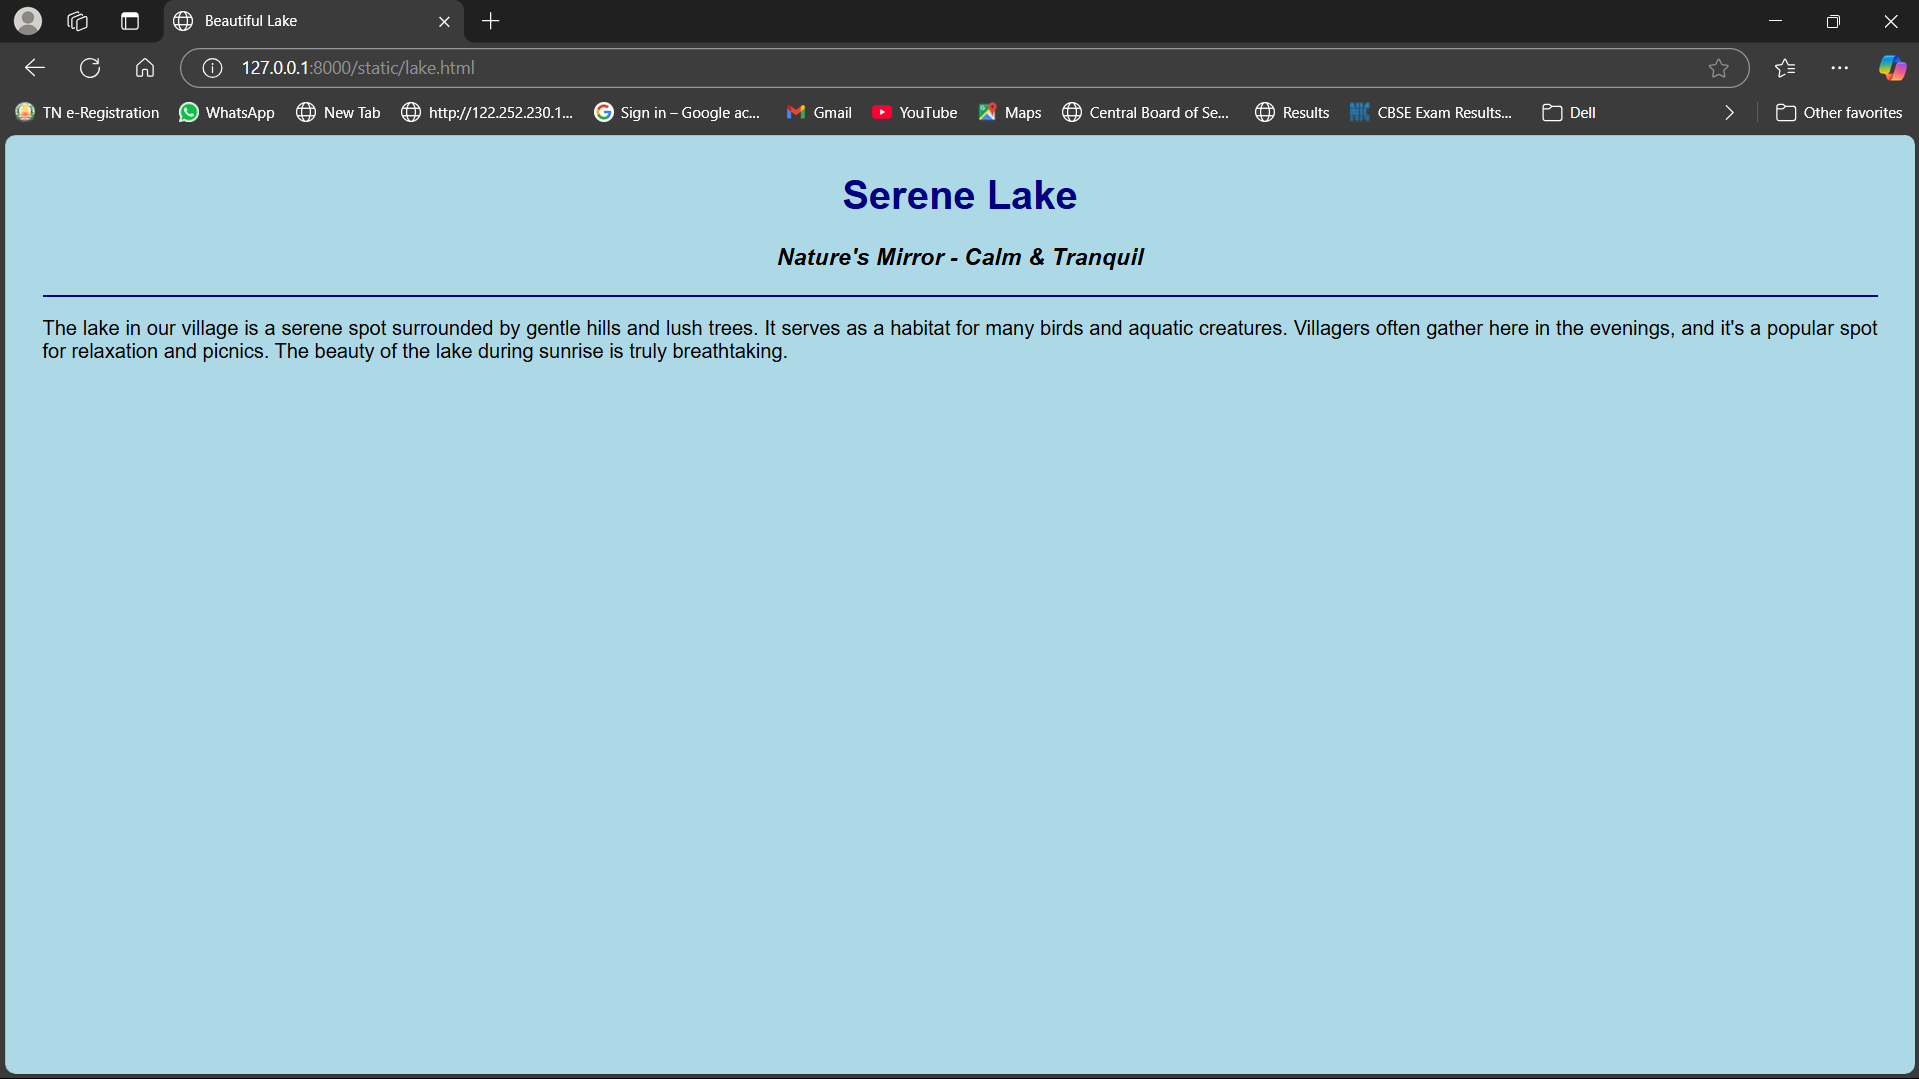 Beautiful Lake
127.0.0.1:8000/static/lake.html
TN e-Registration WhatsApp New Tab http://122.252.230.1... Sign in – Google ac... Gmail YouTube Maps Central Board of Se... Results CBSE Exam Results... Dell Other favorites
Serene Lake
Nature's Mirror - Calm & Tranquil
The lake in our village is a serene spot surrounded by gentle hills and lush trees. It serves as a habitat for many birds and aquatic creatures. Villagers often gather here in the evenings, and it's a popular spot
for relaxation and picnics. The beauty of the lake during sunrise is truly breathtaking.